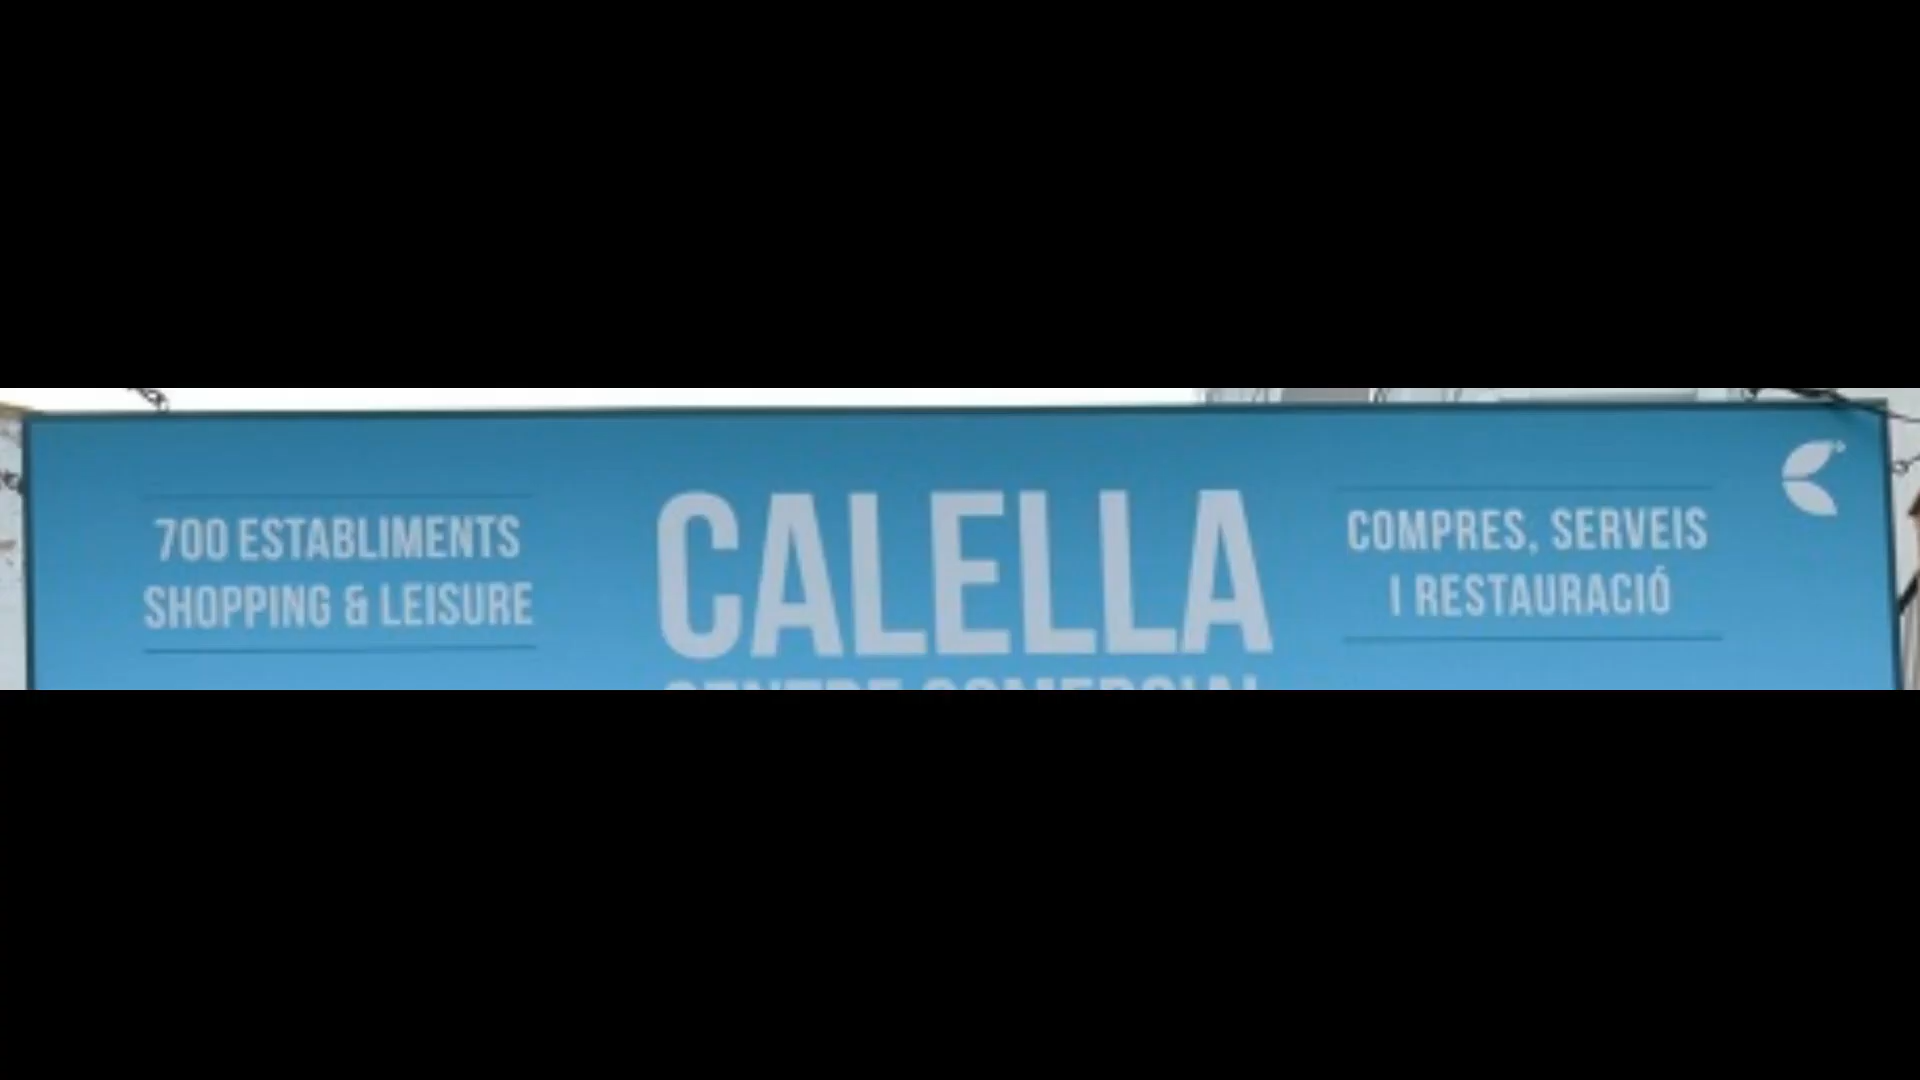 700 ESTABLIMENTS
SHOPPING & LEISURE
CALELLA
COMPRES, SERVEIS
I RESTAURACIÓ